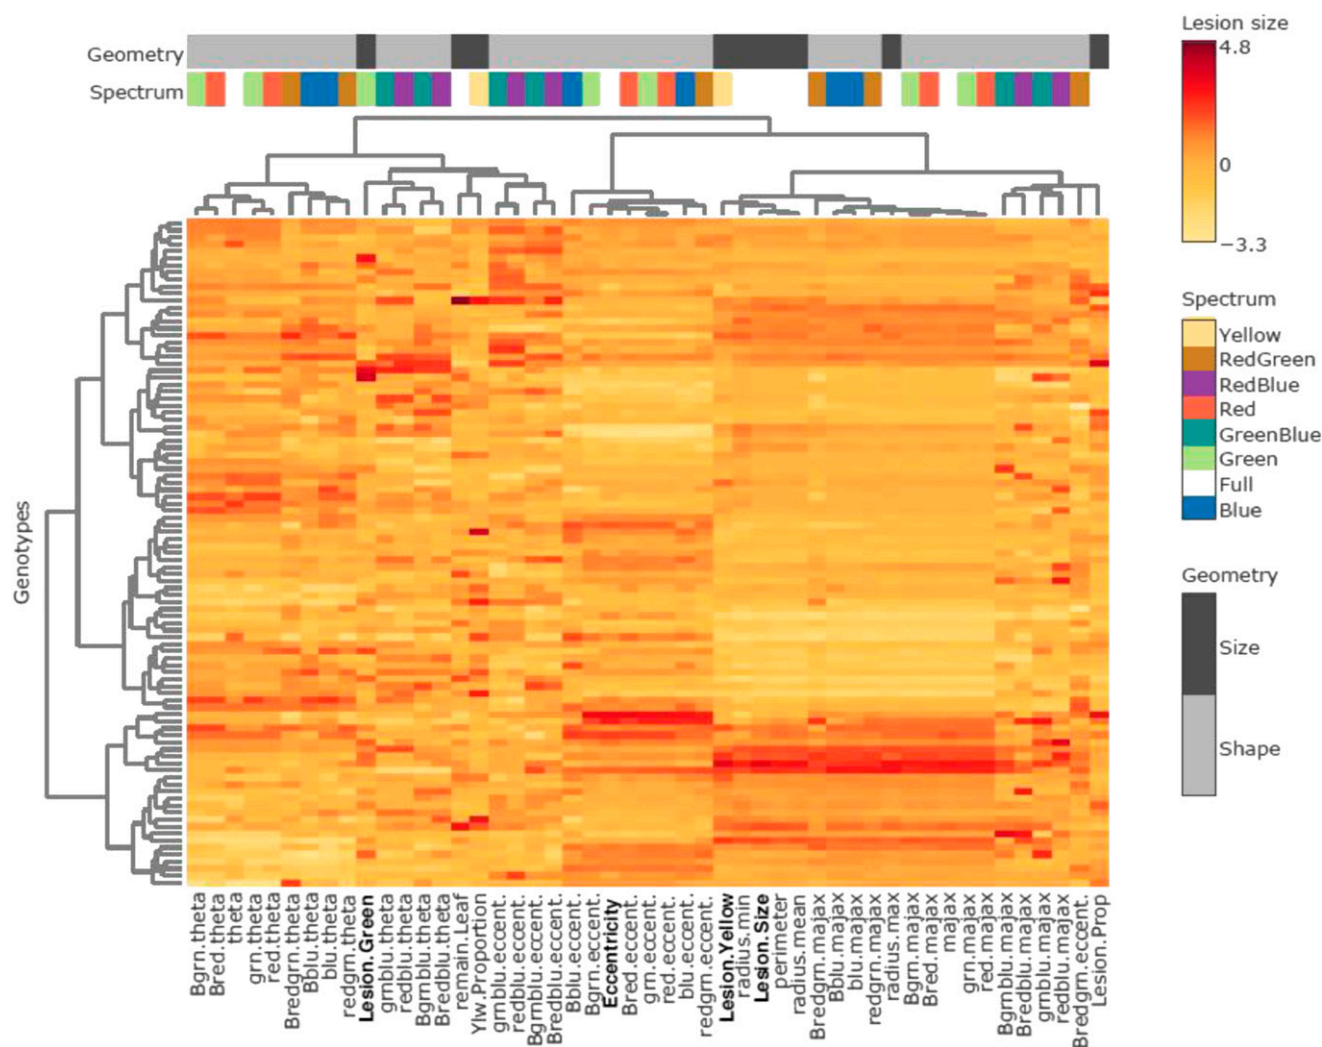 Lesion size
4.8
0
−3.3
Geometry
Spectrum
Spectrum
Yellow
RedGreen
RedBlue
Red
GreenBlue
Green
Full
Blue
Geometry
Size
Shape
Genotypes
Bgrn.theta
Bred.theta
theta
grn.theta
red.theta
Bredgrn.theta
Bblu.theta
blu.theta
redgrn.theta
Lesion.Green
grnblu.theta
redblu.theta
Bgrnblu.theta
Bredblu.theta
remain.Leaf
Ylw.Proportion
grnblu.eccent.
redblu.eccent.
Bgrnblu.eccent.
Bredblu.eccent.
Bblu.eccent.
Bgrn.eccent.
Eccentricity
Bred.eccent.
grn.eccent.
red.eccent.
blu.eccent.
redgrn.eccent.
Lesion.Yellow
radius.min
Lesion.Size
perimeter
radius.mean
Bredgrn.majax
Bblu.majax
blu.majax
redgrn.majax
radius.max
Bgrn.majax
Bred.majax
majax
grn.majax
red.majax
Bgrnblu.majax
Bredblu.majax
grnblu.majax
redblu.majax
Bredgrn.eccent.
Lesion.Prop